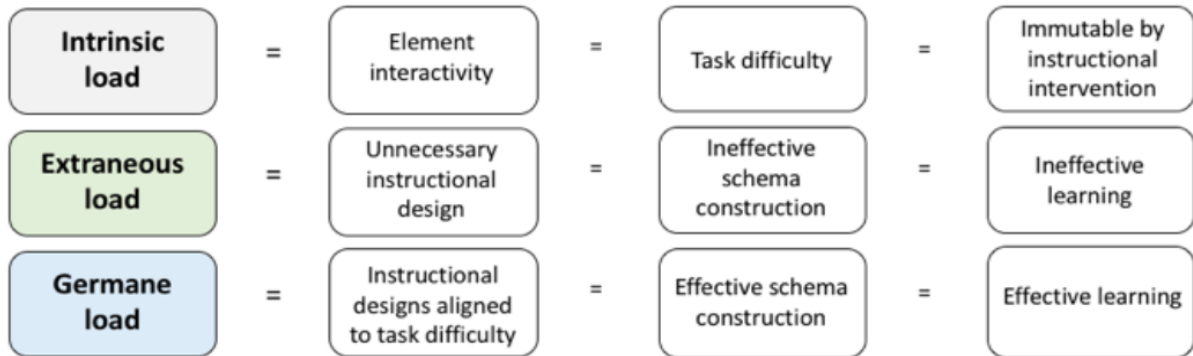 Intrinsic
load
=
Element
interactivity
=
Task difficulty
=
Immutable by
instructional
intervention
Extraneous
load
=
Unnecessary
instructional
design
=
Ineffective
schema
construction
=
Ineffective
learning
Germane
load
=
Instructional
designs aligned
to task difficulty
=
Effective schema
construction
=
Effective learning